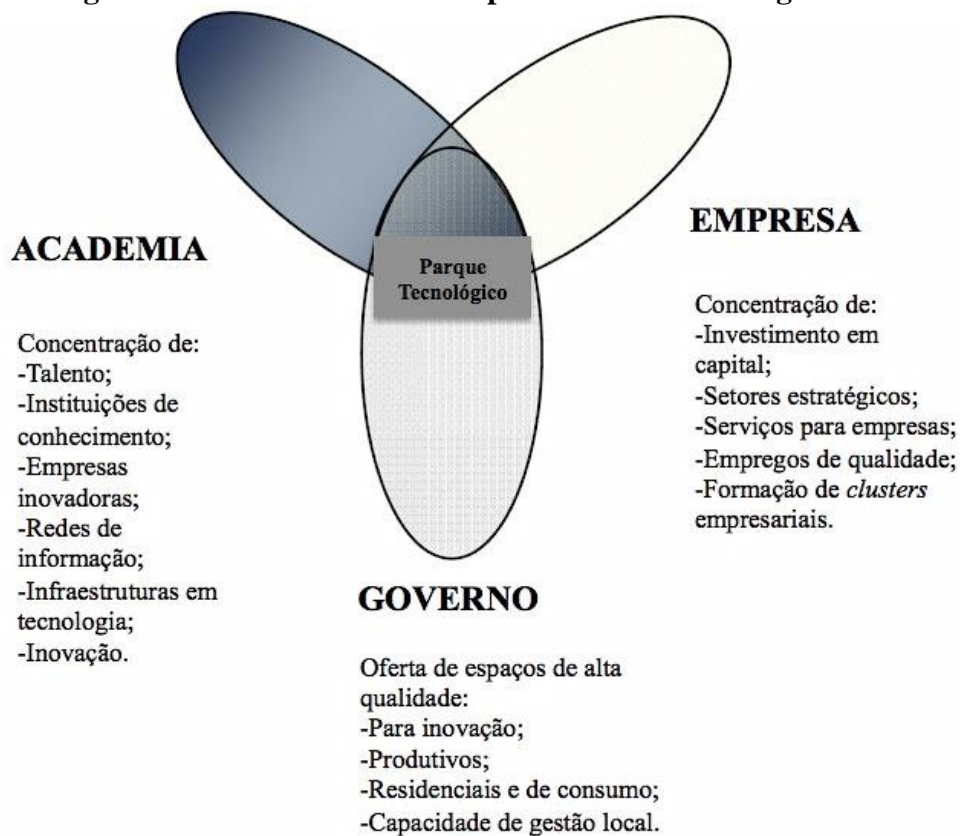 Parque
Tecnológico
ACADEMIA
Concentração de:
-Talento;
-Instituições de
conhecimento;
-Empresas
inovadoras;
-Redes de
informação;
-Infraestruturas em
tecnologia;
-Inovação.
EMPRESA
Concentração de:
-Investimento em
capital;
-Setores estratégicos;
-Serviços para empresas;
-Empregos de qualidade;
-Formação de clusters
empresariais.
GOVERNO
Oferta de espaços de alta
qualidade:
-Para inovação;
-Produtivos;
-Residenciais e de consumo;
-Capacidade de gestão local.